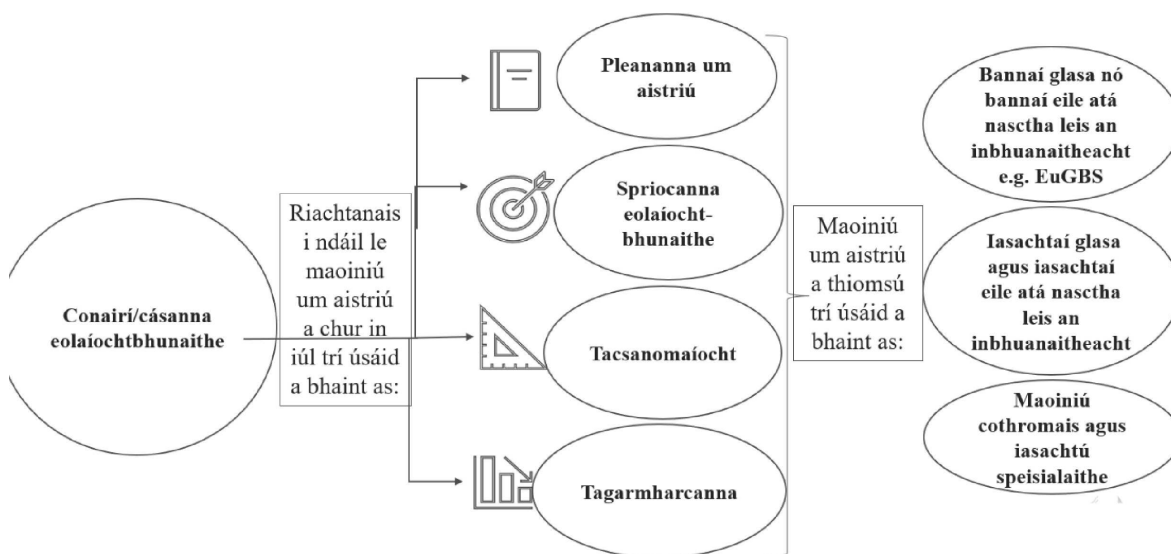 Conairí/cásanna
eolaíochtbhunaithe
Riachtanais
i ndáil le
maoiniú
um aistriú
a chur in
iúl trí úsáid
a bhaint as:
Pleananna um
aistriú
Spriocanna
eolaíocht-
bhunaithe
Tacsanomaíocht
Tagarmharcanna
Maoiniú
um aistriú
a thiomsú
trí úsáid a
bhaint as:
Bannaí glasa nó
bannaí eile atá
nasctha leis an
inbhuanaitheacht
e.g. EuGBS
Iasachtaí glasa
agus iasachtaí
eile atá nasctha
leis an
inbhuanaitheacht
Maoiniú
cothromais agus
iasachtú
speisialaithe